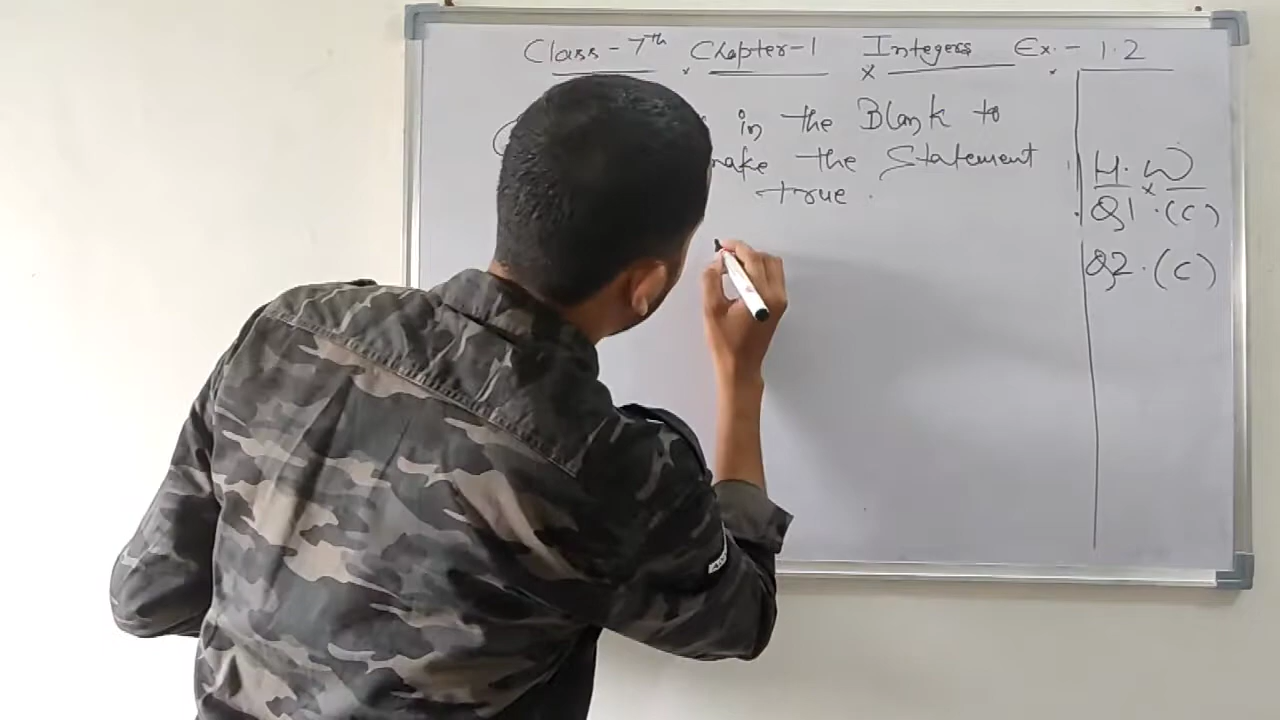 Class - 7th Chapter - 1 Integers Ex. - 1.2
in the Blank to
make the Statement
true.
H.W
Q1.(c)
Q2.(c)